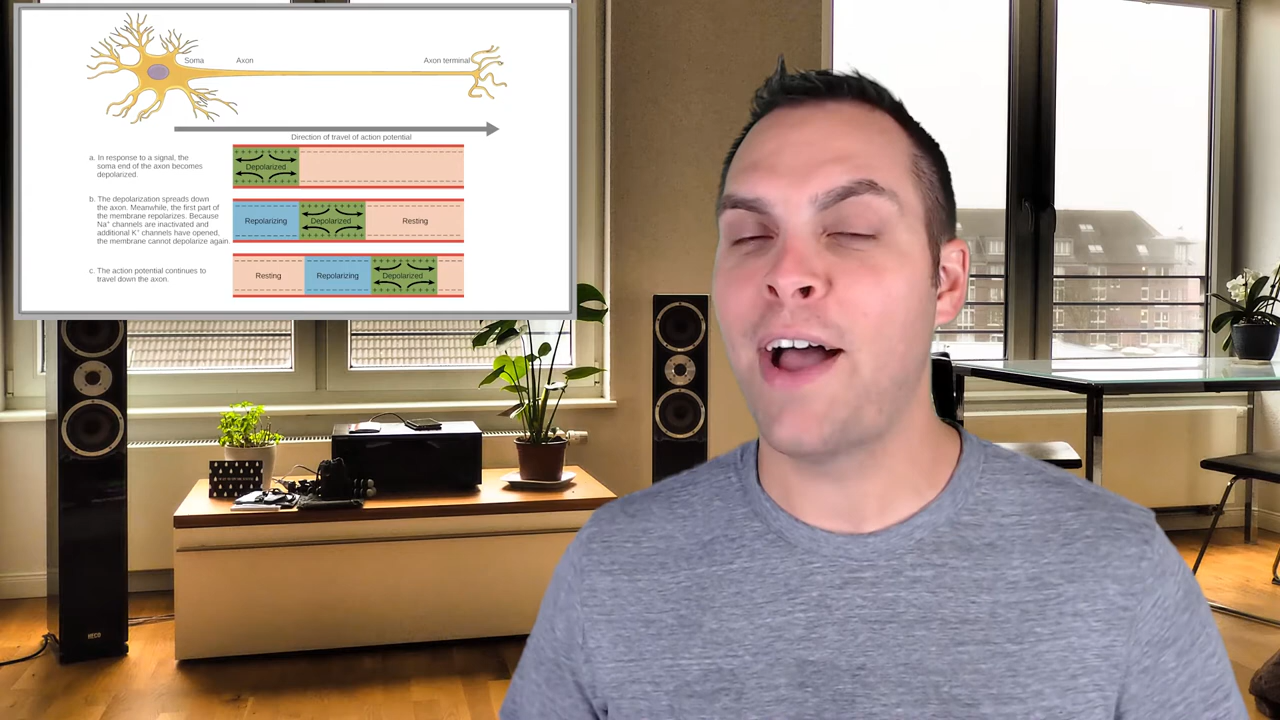 Soma Axon Axon terminal
Direction of travel of action potential
a. In response to a signal, the
soma end of the axon becomes
depolarized.
Depolarized
b. The depolarization spreads down
the axon. Meanwhile, the first part of
the membrane repolarizes. Because
Na⁺ channels are inactivated and
additional K⁺ channels have opened,
the membrane cannot depolarize again.
Repolarizing Depolarized Resting
c. The action potential continues to
travel down the axon.
Resting Repolarizing Depolarized
HECO